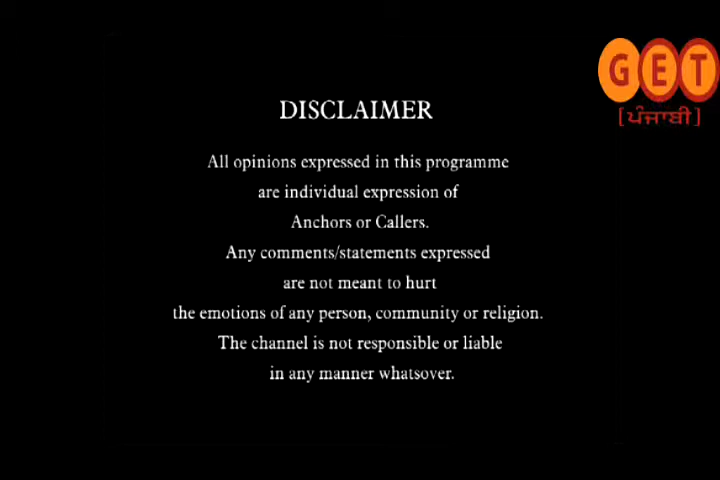 GET
[ਪੰਜਾਬੀ]
DISCLAIMER
All opinions expressed in this programme
are individual expression of
Anchors or Callers.
Any comments/statements expressed
are not meant to hurt
the emotions of any person, community or religion.
The channel is not responsible or liable
in any manner whatsover.